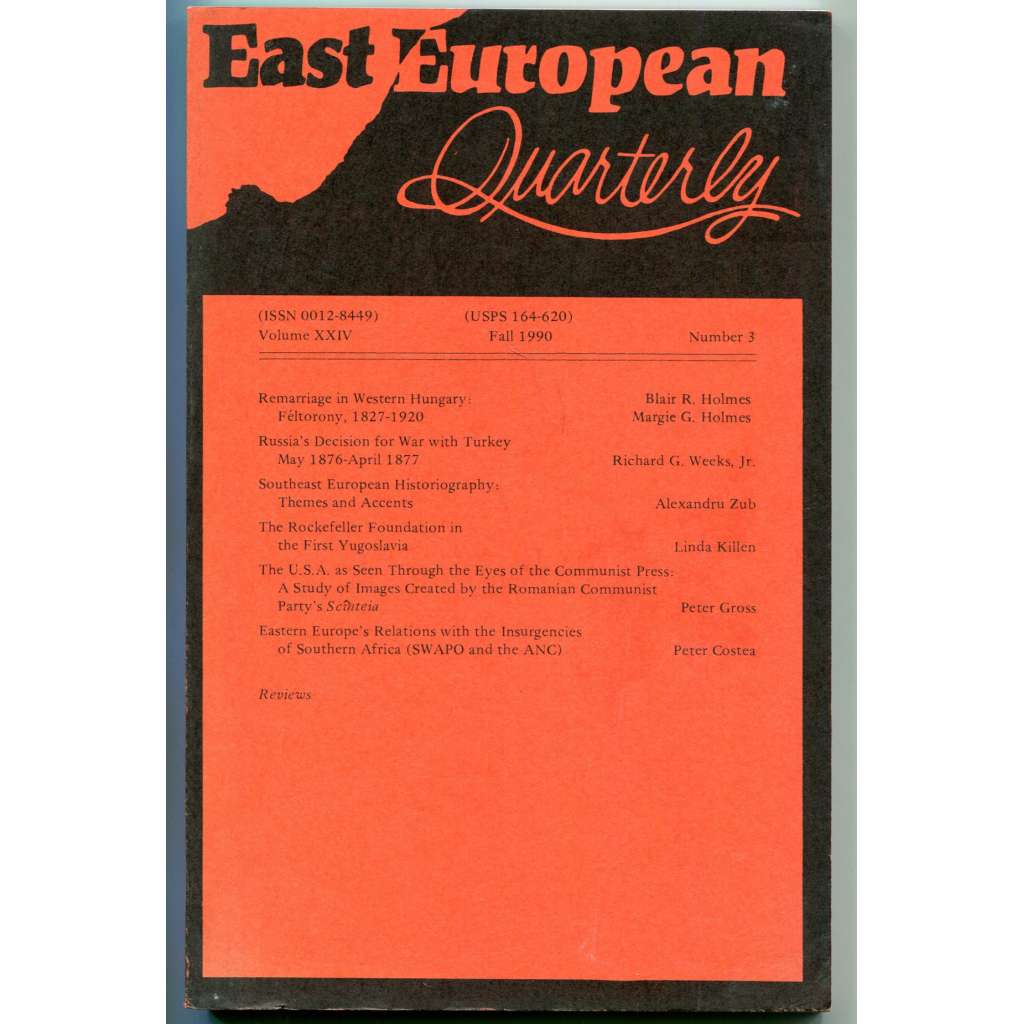 East European
Quarterly
(ISSN 0012-8449) (USPS 164-620)
Volume XXIV Fall 1990 Number 3
Remarriage in Western Hungary: Blair R. Holmes
Féltorony, 1827-1920 Margie G. Holmes
Russia's Decision for War with Turkey
May 1876-April 1877 Richard G. Weeks, Jr.
Southeast European Historiography:
Themes and Accents Alexandru Zub
The Rockefeller Foundation in
the First Yugoslavia Linda Killen
The U.S.A. as Seen Through the Eyes of the Communist Press:
A Study of Images Created by the Romanian Communist
Party's Scînteia Peter Gross
Eastern Europe's Relations with the Insurgencies
of Southern Africa (SWAPO and the ANC) Peter Costea
Reviews